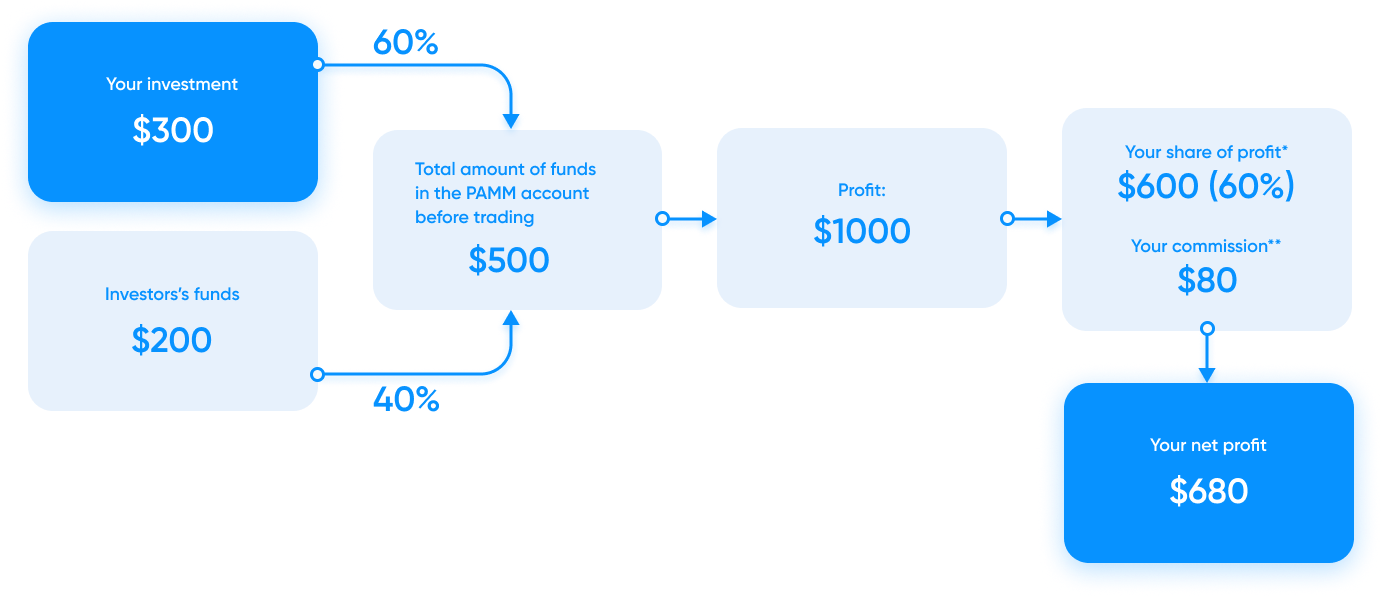 Your investment
$300
60%
Investors's funds
$200
40%
Total amount of funds
in the PAMM account
before trading
$500
Profit:
$1000
Your share of profit*
$600 (60%)
Your commission**
$80
Your net profit
$680